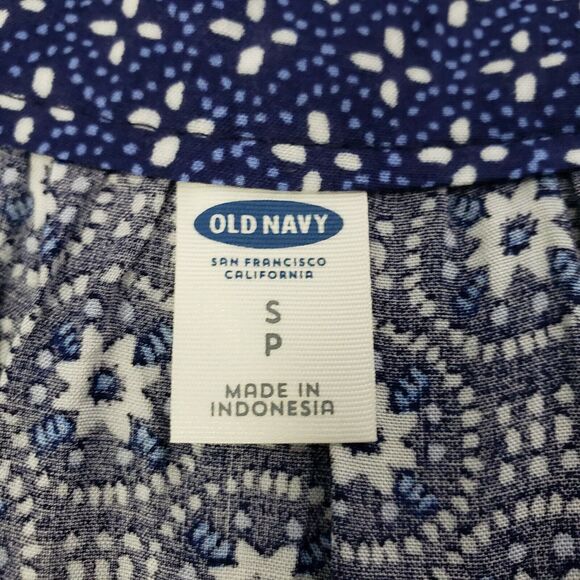 OLD NAVY
SAN FRANCISCO
CALIFORNIA
S
P
MADE IN
INDONESIA